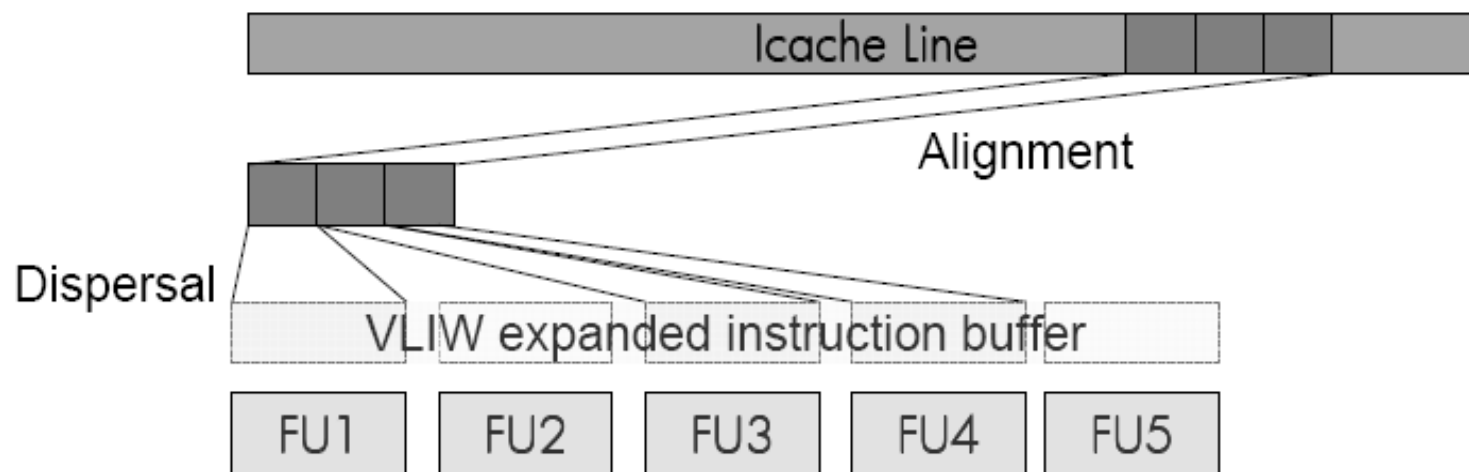 Icache Line
Alignment
Dispersal
VLIW expanded instruction buffer
FU1 FU2 FU3 FU4 FU5